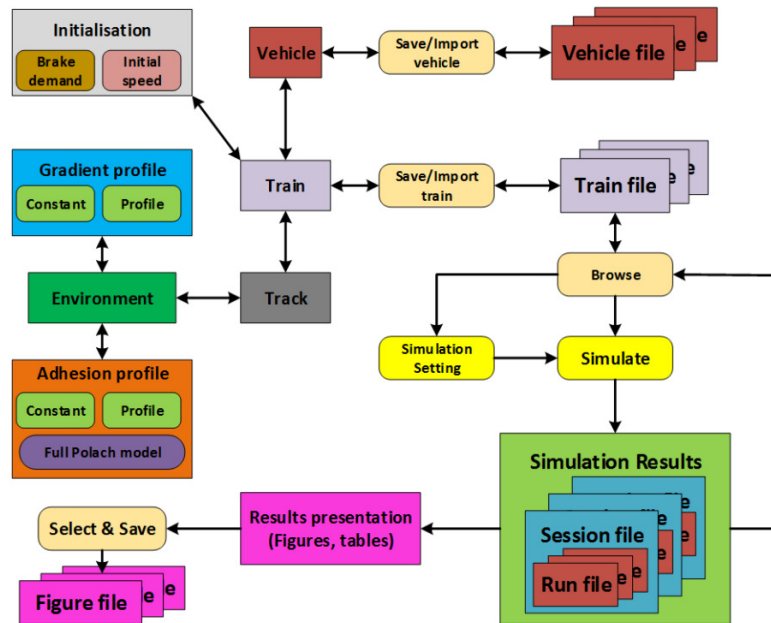 Initialisation
Brake
demand
Initial
speed
Vehicle
Save/Import
vehicle
Vehicle file
e
e
Gradient profile
Constant
Profile
Train
Save/Import
train
Train file
e
e
Environment
Track
Browse
Adhesion profile
Constant
Profile
Full Polach model
Simulation
Setting
Simulate
Simulation Results
Session file
e
e
Run file
e
e
e
e
Results presentation
(Figures, tables)
Select & Save
Figure file
e
e